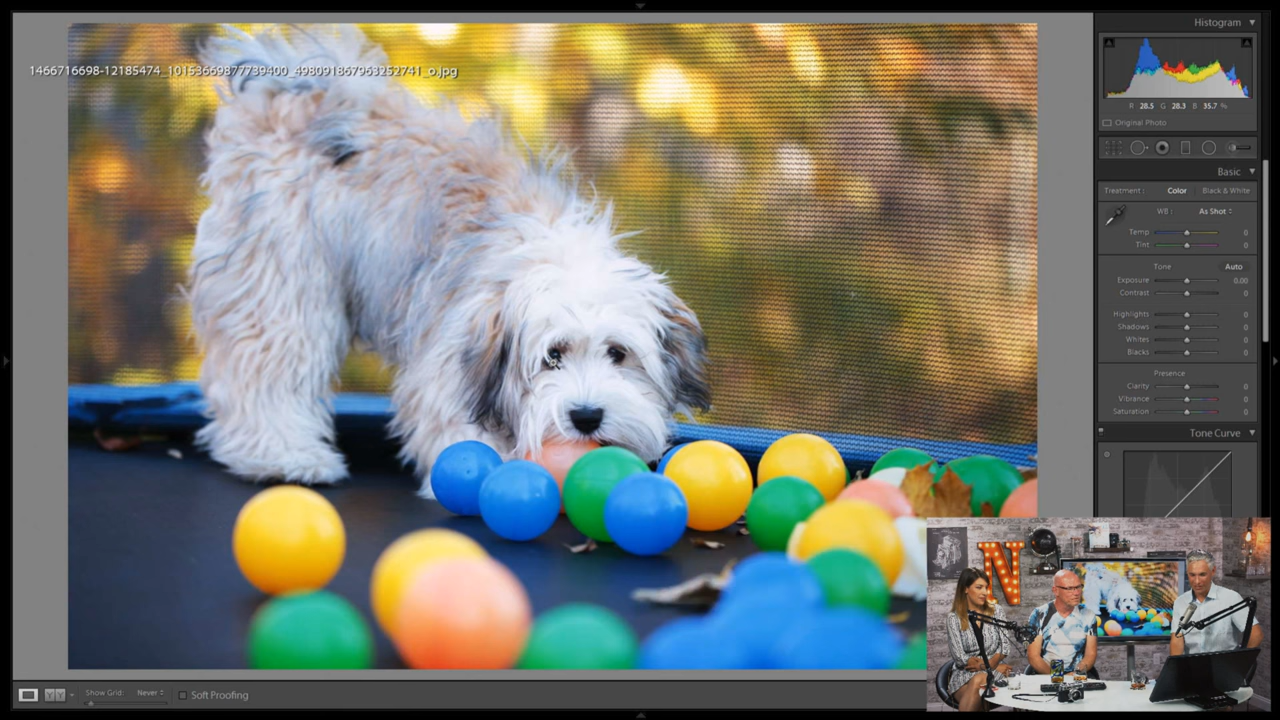 Histogram
1466716698-12185474_10153669877739400_498091867963252741_o.jpg
R 28.5 G 28.3 B 35.7 %
Original Photo
Basic
Treatment: Color Black & White
WB: As Shot
Temp 0
Tint 0
Tone Auto
Exposure 0.00
Contrast 0
Highlights 0
Shadows 0
Whites 0
Blacks 0
Presence
Clarity 0
Vibrance 0
Saturation 0
Tone Curve
N
Show Grid: Never Soft Proofing